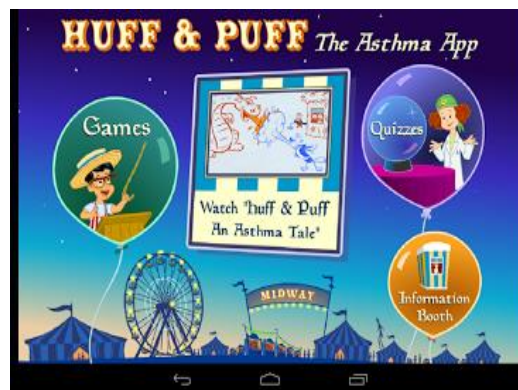 HUFF & PUFF The Asthma App
Games
Quizzes
Watch "Huff & Puff
An Asthma Tale"
MIDWAY
Information
Booth